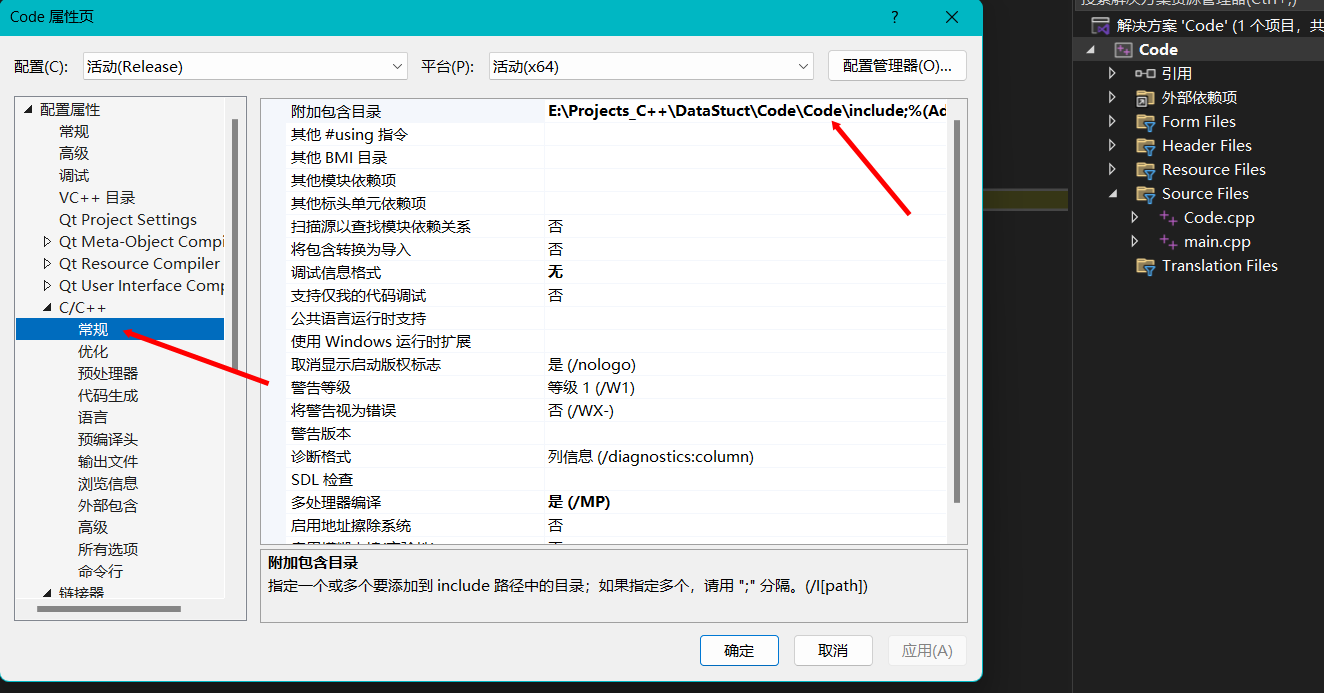 Code 属性页
?
配置(C):
活动(Release)
平台(P):
活动(x64)
配置管理器(O)...
配置属性
常规
高级
调试
VC++ 目录
Qt Project Settings
Qt Meta-Object Compi
Qt Resource Compiler
Qt User Interface Comp
C/C++
常规
优化
预处理器
代码生成
语言
预编译头
输出文件
浏览信息
外部包含
高级
所有选项
命令行
链接器
附加包含目录 E:\Projects_C++\DataStuct\Code\Code\include;%(Ad
其他 #using 指令
其他 BMI 目录
其他模块依赖项
其他标头单元依赖项
扫描源以查找模块依赖关系 否
将包含转换为导入 否
调试信息格式 无
支持仅我的代码调试 否
公共语言运行时支持
使用 Windows 运行时扩展
取消显示启动版权标志 是 (/nologo)
警告等级 等级 1 (/W1)
将警告视为错误 否 (/WX-)
警告版本
诊断格式 列信息 (/diagnostics:column)
SDL 检查
多处理器编译 是 (/MP)
启用地址擦除系统 否
附加包含目录
指定一个或多个要添加到 include 路径中的目录；如果指定多个，请用 ";" 分隔。(/I[path])
确定
取消
应用(A)
搜索解决方案资源管理器(Ctrl+;)
解决方案 'Code' (1 个项目，共
Code
引用
外部依赖项
Form Files
Header Files
Resource Files
Source Files
Code.cpp
main.cpp
Translation Files